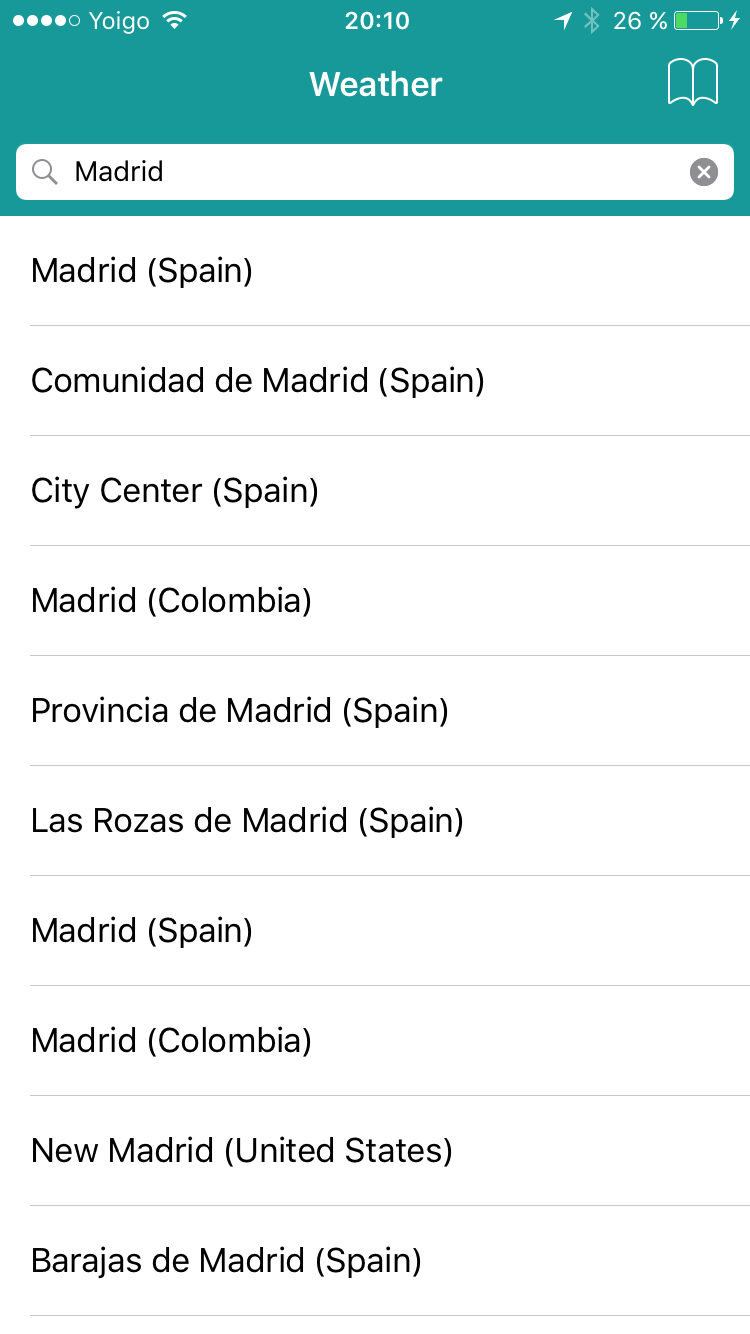 Yoigo 20:10 26 %
Weather
Madrid
Madrid (Spain)
Comunidad de Madrid (Spain)
City Center (Spain)
Madrid (Colombia)
Provincia de Madrid (Spain)
Las Rozas de Madrid (Spain)
Madrid (Spain)
Madrid (Colombia)
New Madrid (United States)
Barajas de Madrid (Spain)